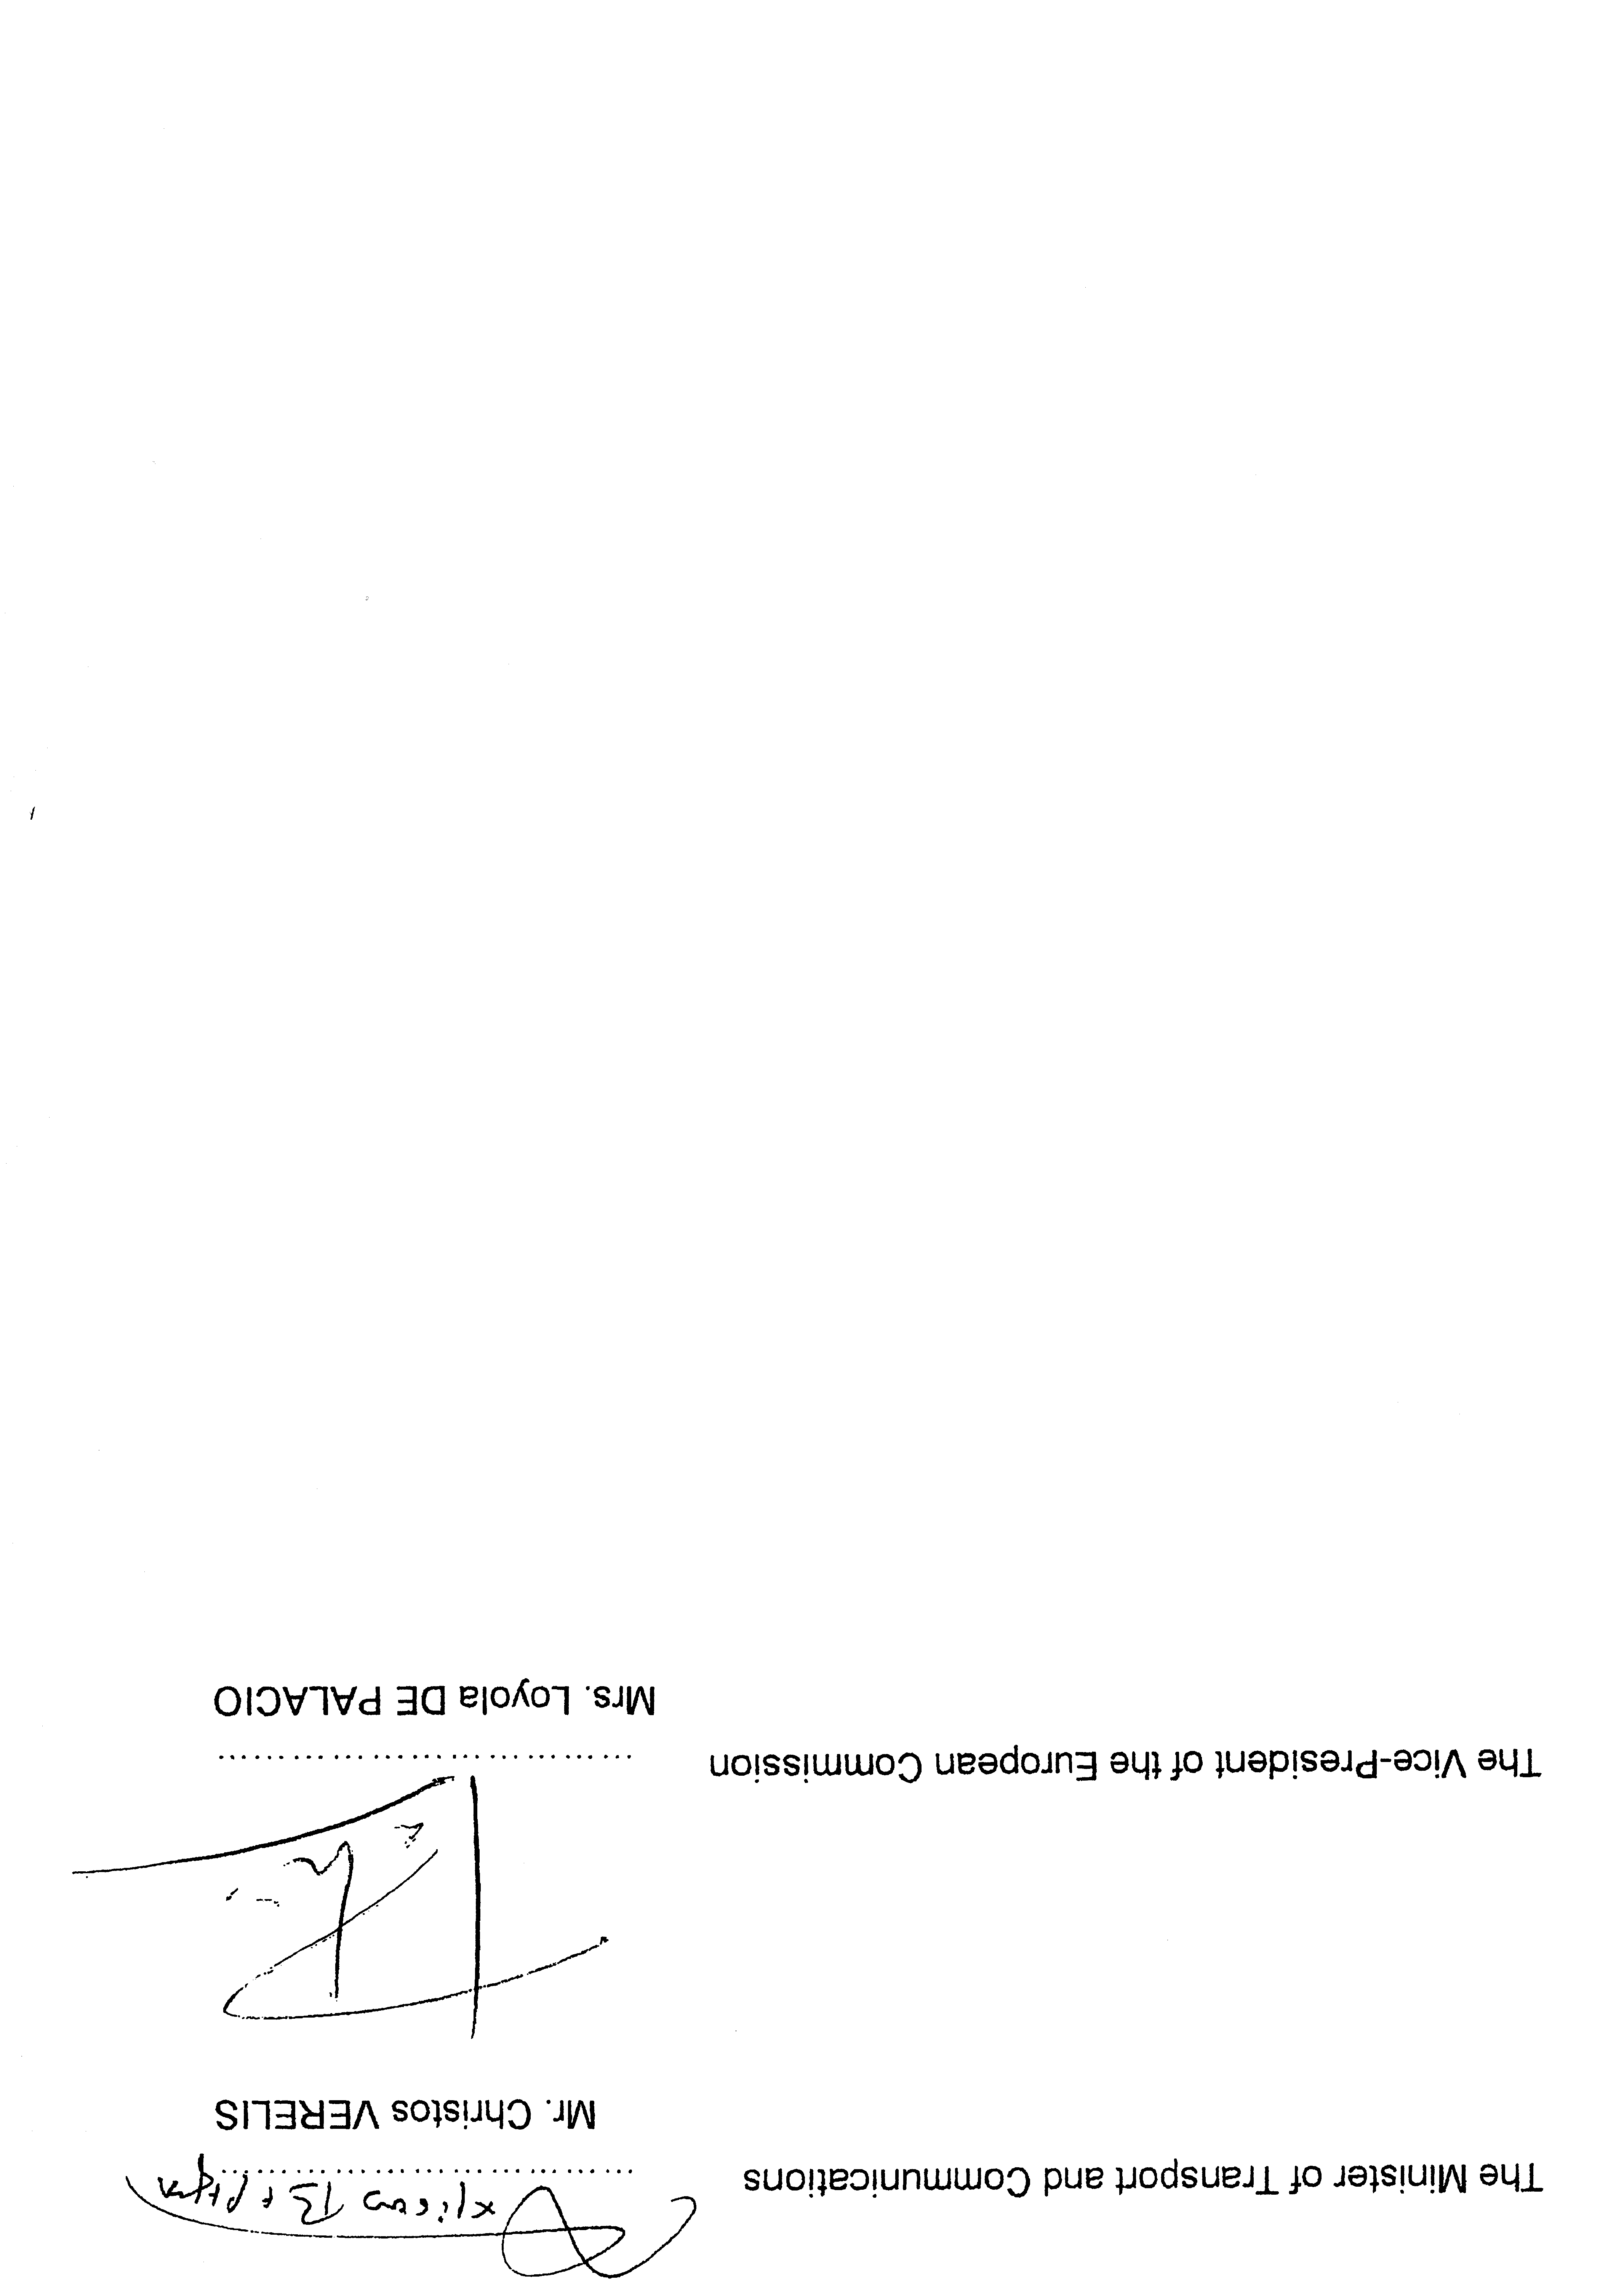 The Minister of Transport and Communications ................................
Mr. Christos VERELIS
The Vice-President of the European Commission ................................
Mrs. Loyola DE PALACIO